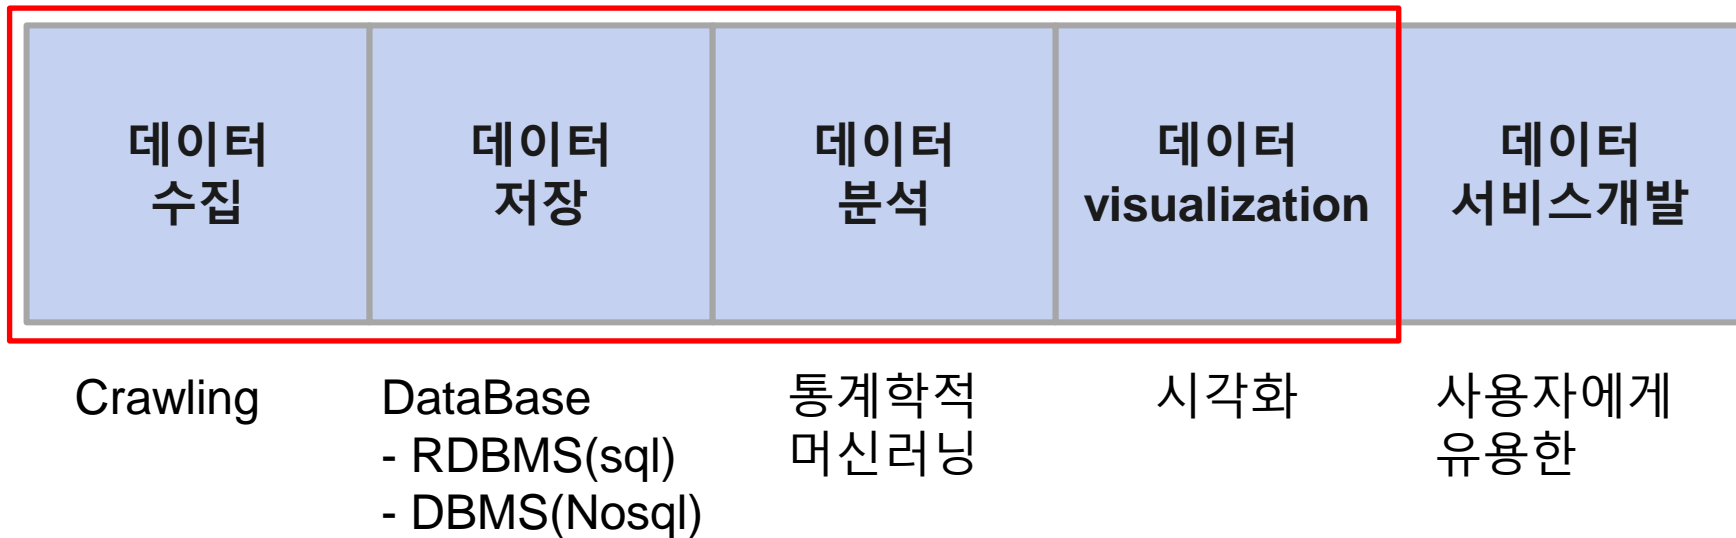 데이터
수집
데이터
저장
데이터
분석
데이터
visualization
데이터
서비스개발
Crawling
DataBase
- RDBMS(sql)
- DBMS(Nosql)
통계학적
머신러닝
시각화
사용자에게
유용한